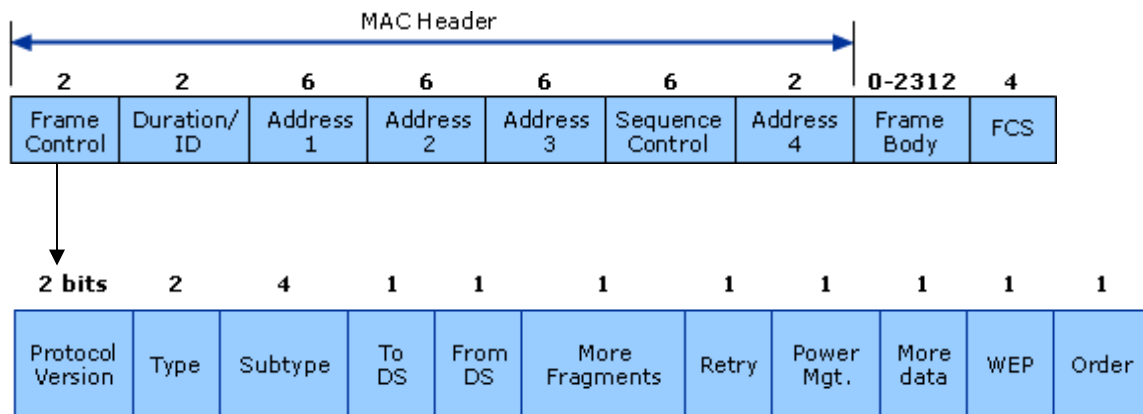 MAC Header
2 2 6 6 6 6 2 0-2312 4
Frame Control Duration/ ID Address 1 Address 2 Address 3 Sequence Control Address 4 Frame Body FCS
2 bits 2 4 1 1 1 1 1 1 1 1
Protocol Version Type Subtype To DS From DS More Fragments Retry Power Mgt. More data WEP Order